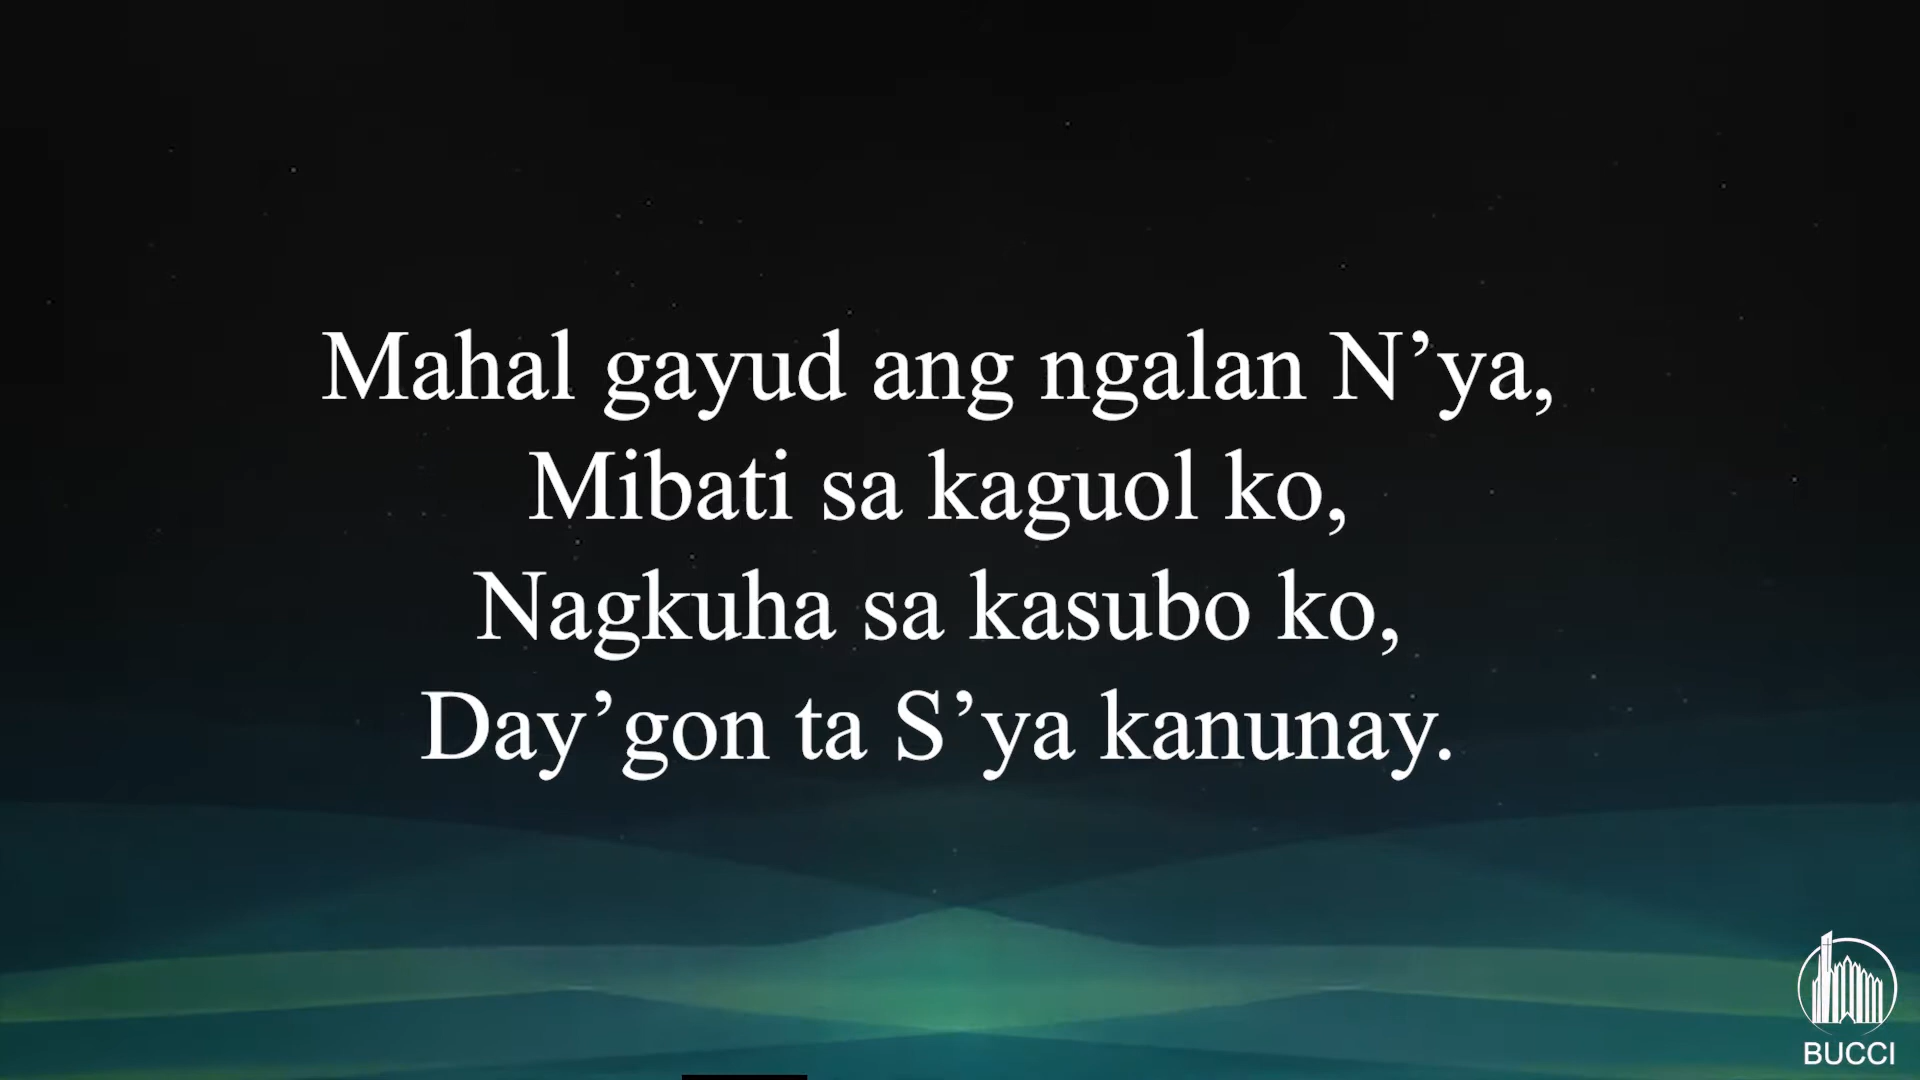 Mahal gayud ang ngalan N’ya,
Mibati sa kaguol ko,
Nagkuha sa kasubo ko,
Day’gon ta S’ya kanunay.
BUCCI